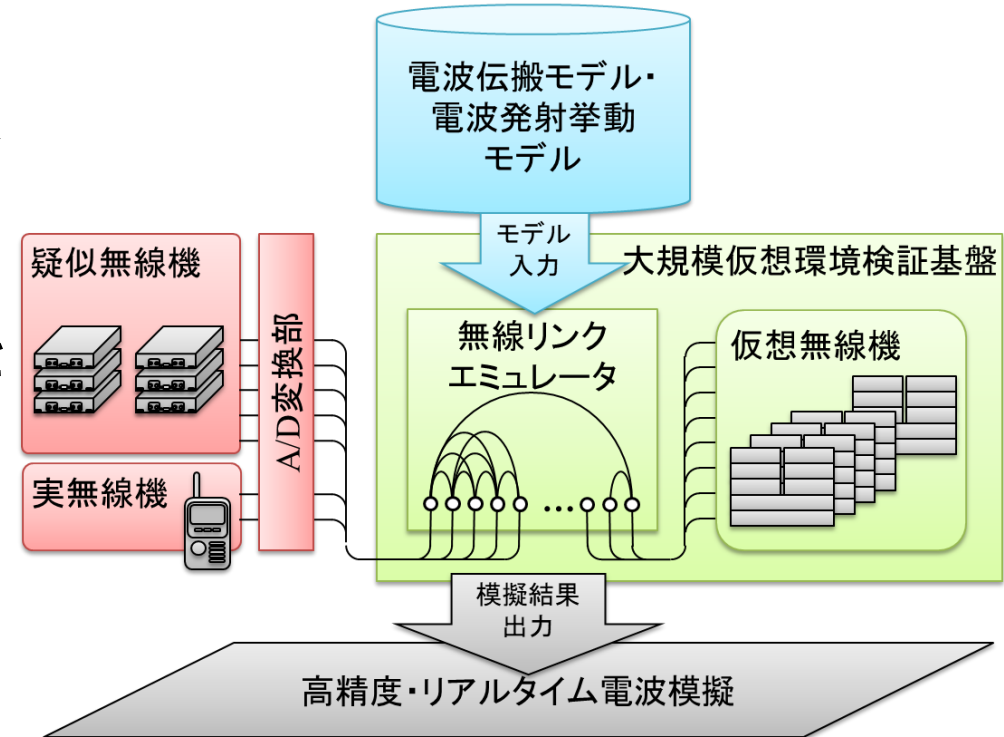 電波伝搬モデル・
電波発射挙動
モデル
モデル
入力
大規模仮想環境検証基盤
疑似無線機
A/D変換部
無線リンク
エミュレータ
仮想無線機
実無線機
…
模擬結果
出力
高精度・リアルタイム電波模擬